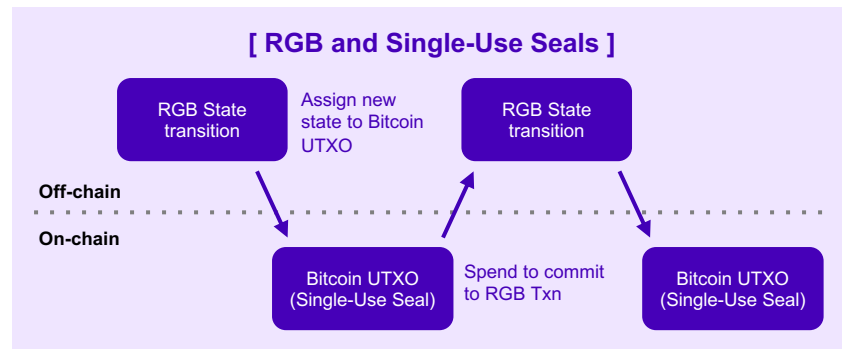 [ RGB and Single-Use Seals ]
RGB State
transition
Assign new
state to Bitcoin
UTXO
RGB State
transition
Off-chain
On-chain
Bitcoin UTXO
(Single-Use Seal)
Spend to commit
to RGB Txn
Bitcoin UTXO
(Single-Use Seal)